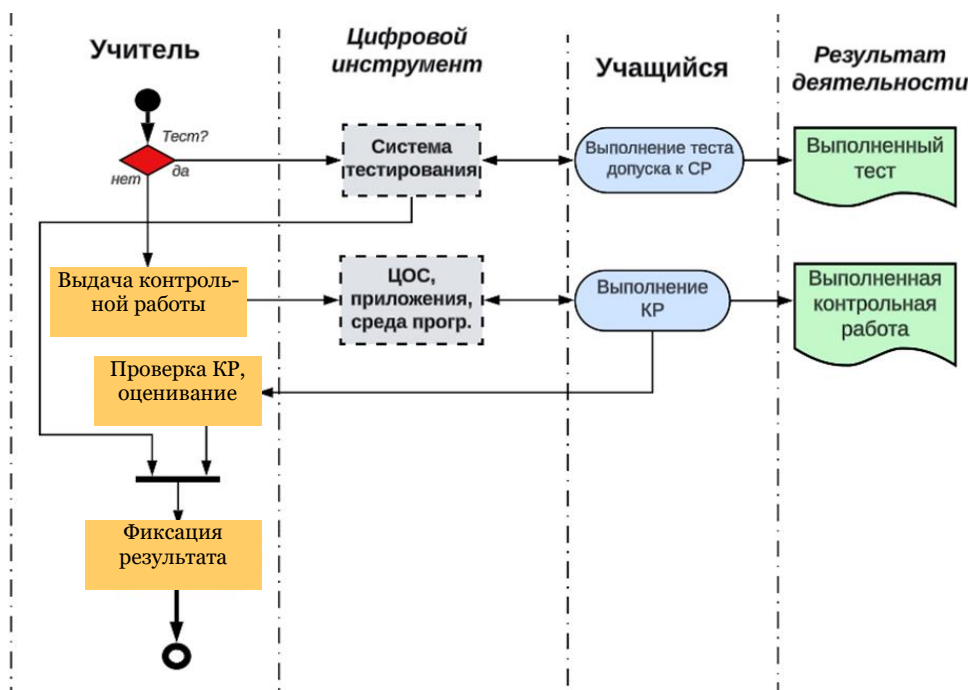 Учитель
Цифровой
инструмент
Учащийся
Результат
деятельности
Тест?
да
нет
Система
тестирования
Выполнение теста
допуска к СР
Выполненный
тест
Выдача контроль-
ной работы
ЦОС,
приложения,
среда прогр.
Выполнение
КР
Выполненная
контрольная
работа
Проверка КР,
оценивание
Фиксация
результата